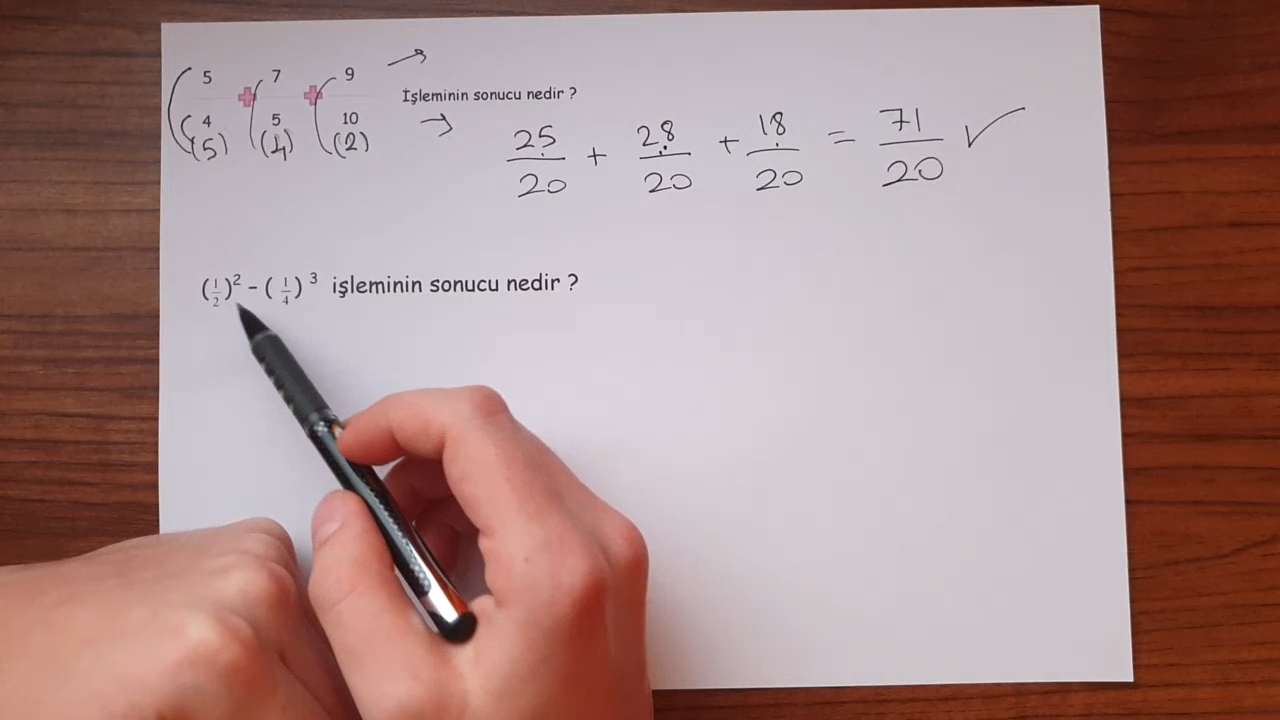 5/4 + 7/5 + 9/10 → İşleminin sonucu nedir ?
(5) (4) (2) → 25/20 + 28/20 + 18/20 = 71/20 ✓
(1/2)² - (1/4)³ işleminin sonucu nedir ?